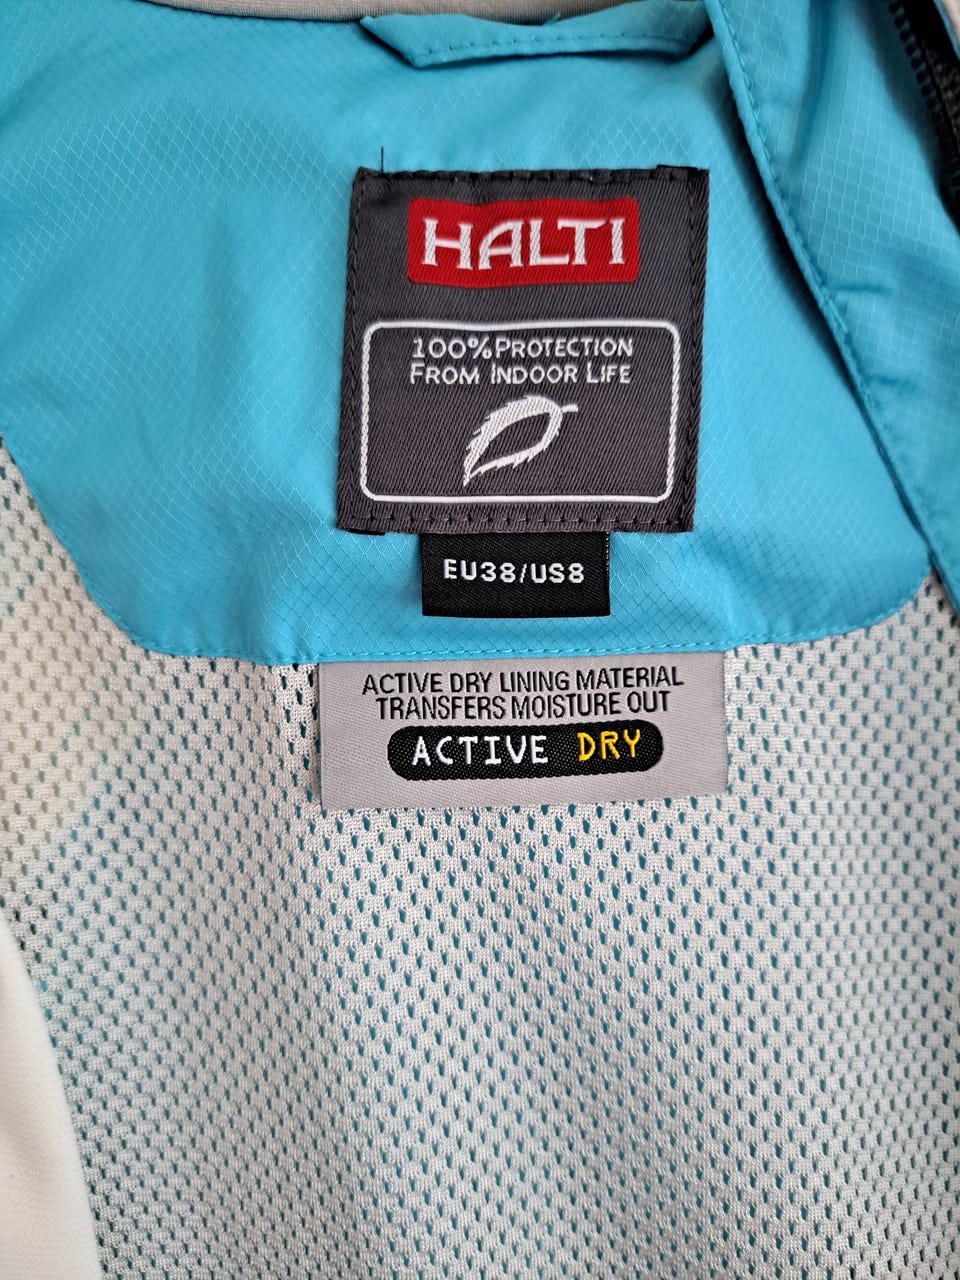 HALTI
100% PROTECTION
FROM INDOOR LIFE
EU38/US8
ACTIVE DRY LINING MATERIAL
TRANSFERS MOISTURE OUT
ACTIVE DRY